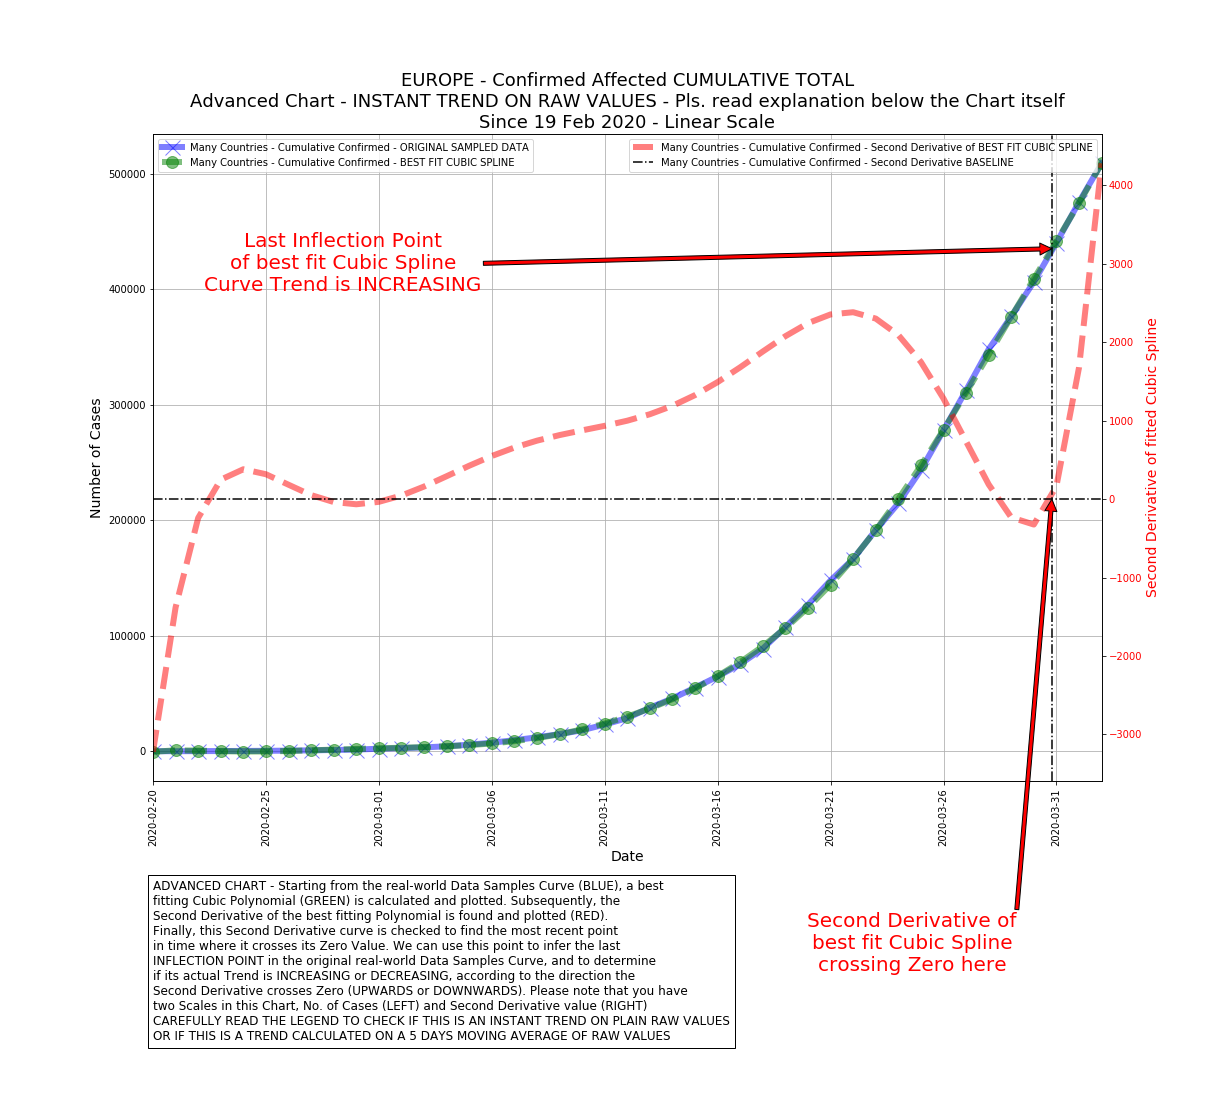 EUROPE - Confirmed Affected CUMULATIVE TOTAL
Advanced Chart - INSTANT TREND ON RAW VALUES - Pls. read explanation below the Chart itself
Since 19 Feb 2020 - Linear Scale
Many Countries - Cumulative Confirmed - ORIGINAL SAMPLED DATA
Many Countries - Cumulative Confirmed - BEST FIT CUBIC SPLINE
Many Countries - Cumulative Confirmed - Second Derivative of BEST FIT CUBIC SPLINE
Many Countries - Cumulative Confirmed - Second Derivative BASELINE
Last Inflection Point
of best fit Cubic Spline
Curve Trend is INCREASING
Number of Cases
500000
400000
300000
200000
100000
0
4000
3000
2000
1000
0
−1000
−2000
−3000
Second Derivative of fitted Cubic Spline
2020-02-20
2020-02-25
2020-03-01
2020-03-06
2020-03-11
2020-03-16
2020-03-21
2020-03-26
2020-03-31
Date
ADVANCED CHART - Starting from the real-world Data Samples Curve (BLUE), a best
fitting Cubic Polynomial (GREEN) is calculated and plotted. Subsequently, the
Second Derivative of the best fitting Polynomial is found and plotted (RED).
Finally, this Second Derivative curve is checked to find the most recent point
in time where it crosses its Zero Value. We can use this point to infer the last
INFLECTION POINT in the original real-world Data Samples Curve, and to determine
if its actual Trend is INCREASING or DECREASING, according to the direction the
Second Derivative crosses Zero (UPWARDS or DOWNWARDS). Please note that you have
two Scales in this Chart, No. of Cases (LEFT) and Second Derivative value (RIGHT)
CAREFULLY READ THE LEGEND TO CHECK IF THIS IS AN INSTANT TREND ON PLAIN RAW VALUES
OR IF THIS IS A TREND CALCULATED ON A 5 DAYS MOVING AVERAGE OF RAW VALUES
Second Derivative of
best fit Cubic Spline
crossing Zero here